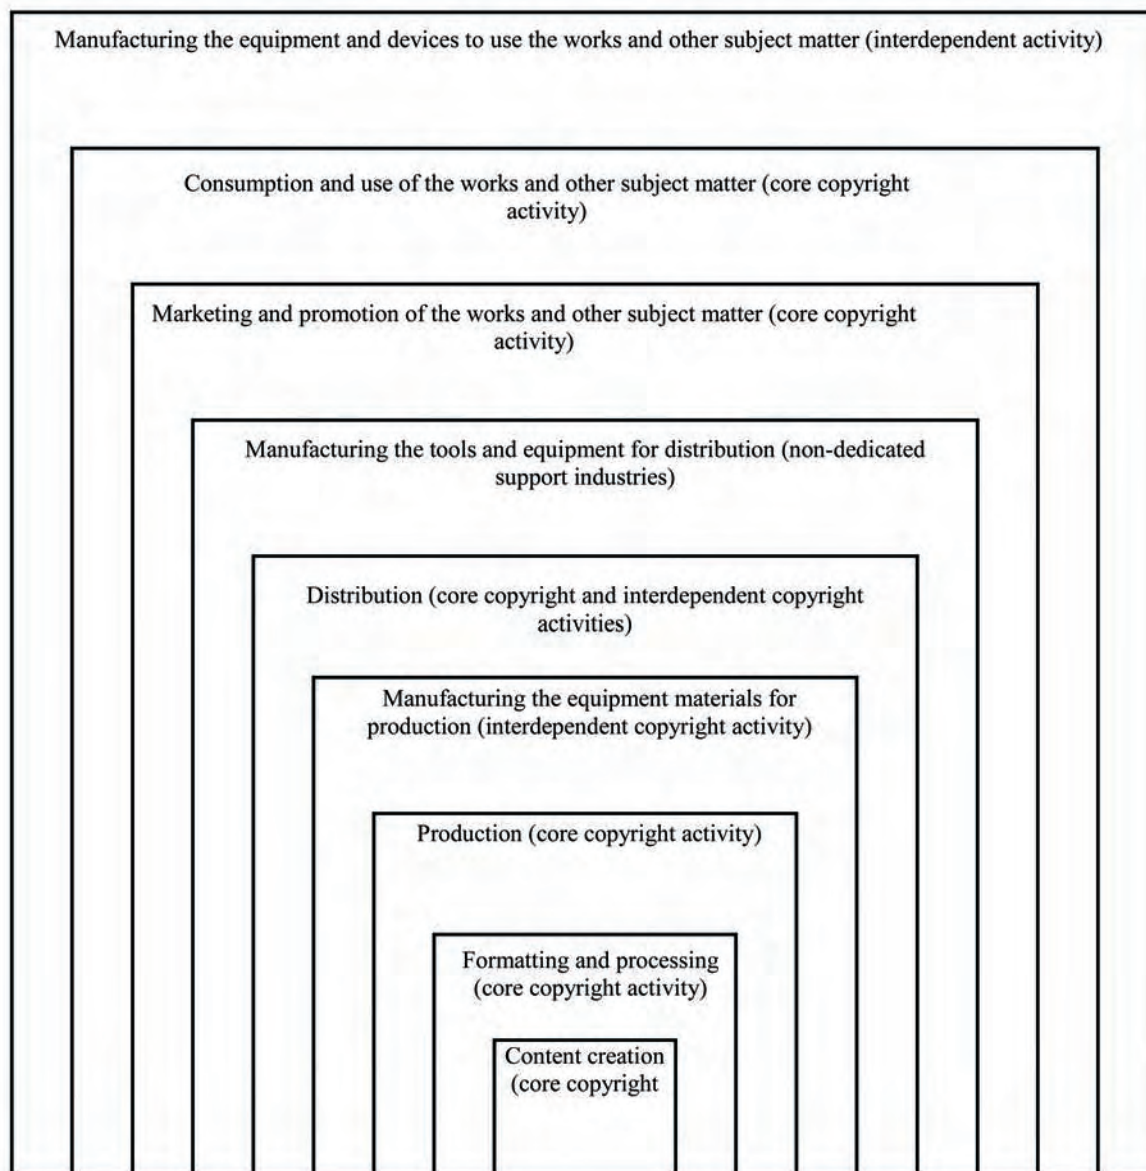 Manufacturing the equipment and devices to use the works and other subject matter (interdependent activity)
Consumption and use of the works and other subject matter (core copyright
activity)
Marketing and promotion of the works and other subject matter (core copyright
activity)
Manufacturing the tools and equipment for distribution (non-dedicated
support industries)
Distribution (core copyright and interdependent copyright
activities)
Manufacturing the equipment materials for
production (interdependent copyright activity)
Production (core copyright activity)
Formatting and processing
(core copyright activity)
Content creation
(core copyright